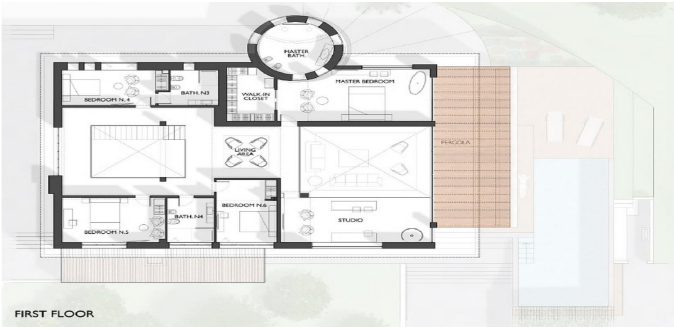 MASTER
BATH.
BEDROOM N.4
BATH. N3
WALK-IN
CLOSET
MASTER BEDROOM
LIVING
AREA
PERGOLA
BEDROOM N.5
BATH. N4
BEDROOM N.6
STUDIO
FIRST FLOOR